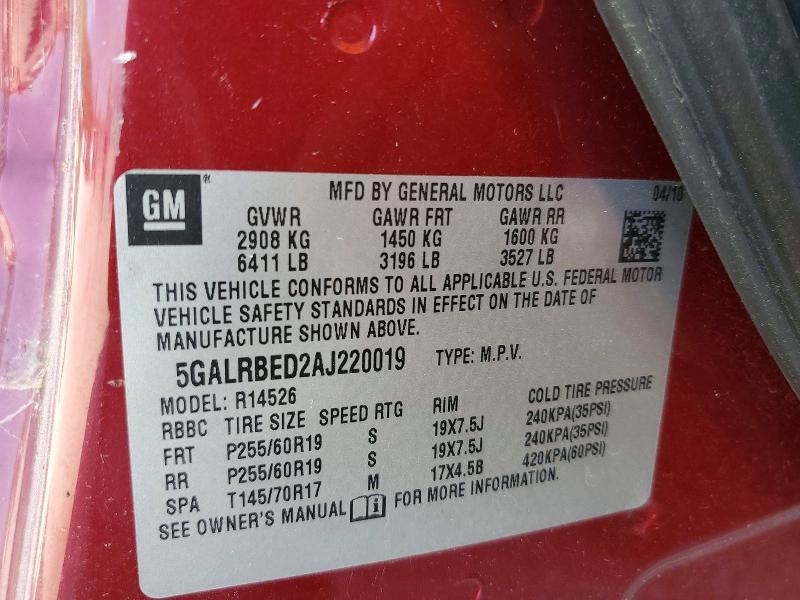 GM ® MFD BY GENERAL MOTORS LLC 04/10
GVWR GAWR FRT GAWR RR
2908 KG 1450 KG 1600 KG
6411 LB 3196 LB 3527 LB
THIS VEHICLE CONFORMS TO ALL APPLICABLE U.S. FEDERAL MOTOR
VEHICLE SAFETY STANDARDS IN EFFECT ON THE DATE OF
MANUFACTURE SHOWN ABOVE.
5GALRBED2AJ220019 TYPE: M.P.V.
MODEL: R14526
RBBC TIRE SIZE SPEED RTG RIM COLD TIRE PRESSURE
FRT P255/60R19 S 19X7.5J 240KPA(35PSI)
RR P255/60R19 S 19X7.5J 240KPA(35PSI)
SPA T145/70R17 M 17X4.5B 420KPA(60PSI)
SEE OWNER'S MANUAL FOR MORE INFORMATION.